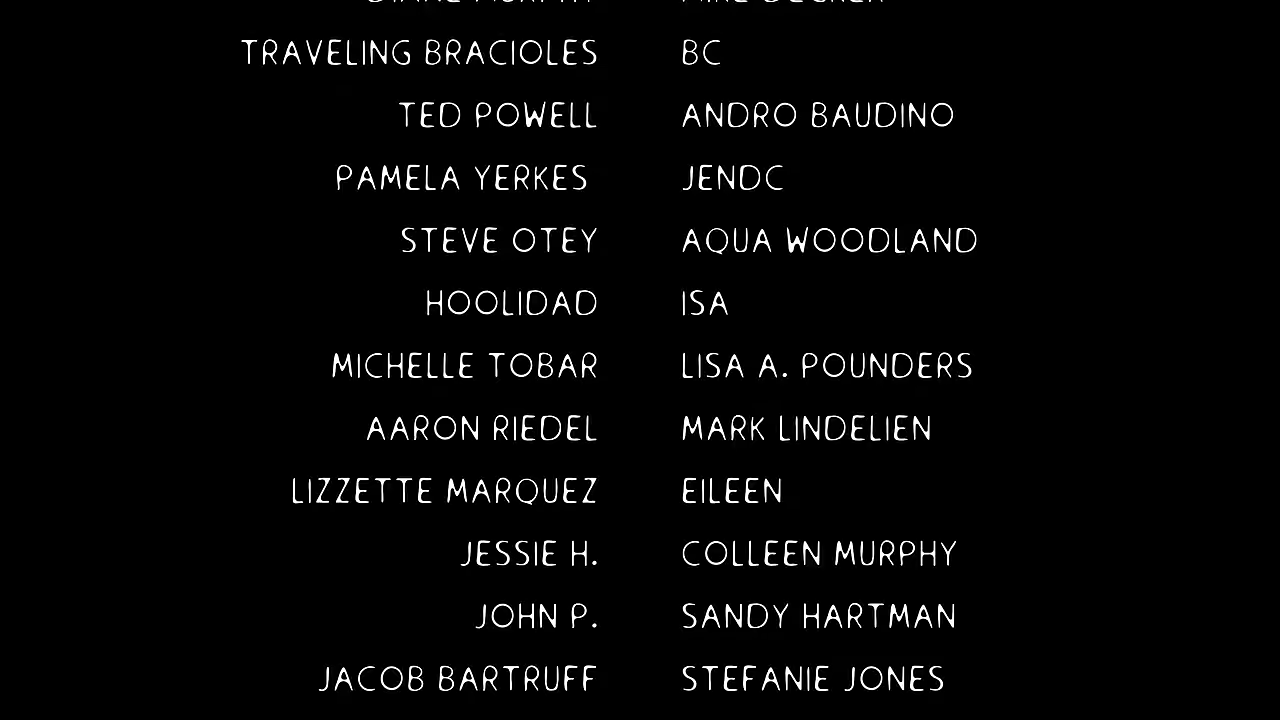 TRAVELING BRACIOLES BC
TED POWELL ANDRO BAUDINO
PAMELA YERKES JENDC
STEVE OTEY AQUA WOODLAND
HOOLIDAD ISA
MICHELLE TOBAR LISA A. POUNDERS
AARON RIEDEL MARK LINDELIEN
LIZZETTE MARQUEZ EILEEN
JESSIE H. COLLEEN MURPHY
JOHN P. SANDY HARTMAN
JACOB BARTRUFF STEFANIE JONES